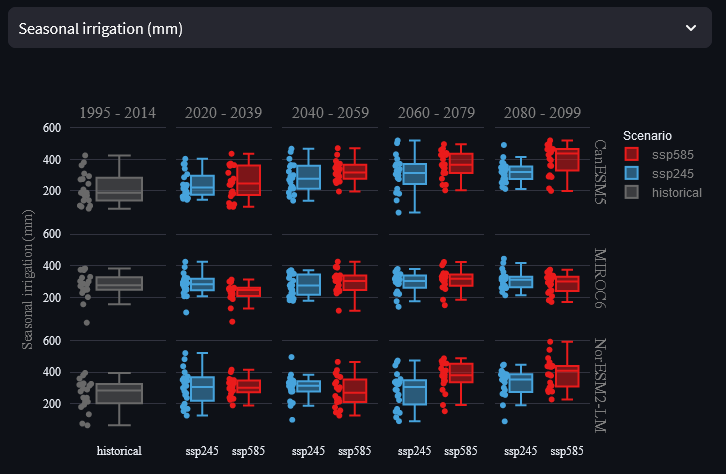 Seasonal irrigation (mm)
1995 - 2014
2020 - 2039
2040 - 2059
2060 - 2079
2080 - 2099
600
400
200
CanESM5
600
400
200
MIROC6
600
400
200
NorESM2-LM
Seasonal irrigation (mm)
historical
ssp245
ssp585
ssp245
ssp585
ssp245
ssp585
ssp245
ssp585
Scenario
ssp585
ssp245
historical